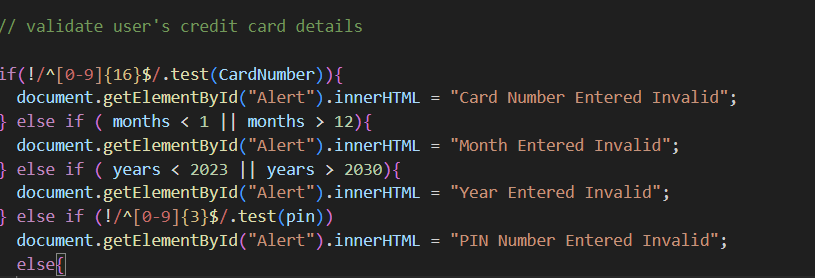 // validate user's credit card details
if(!/^[0-9]{16}$/.test(CardNumber)){
document.getElementById("Alert").innerHTML = "Card Number Entered Invalid";
} else if ( months < 1 || months > 12){
document.getElementById("Alert").innerHTML = "Month Entered Invalid";
} else if ( years < 2023 || years > 2030){
document.getElementById("Alert").innerHTML = "Year Entered Invalid";
} else if (!/^[0-9]{3}$/.test(pin))
document.getElementById("Alert").innerHTML = "PIN Number Entered Invalid";
else{